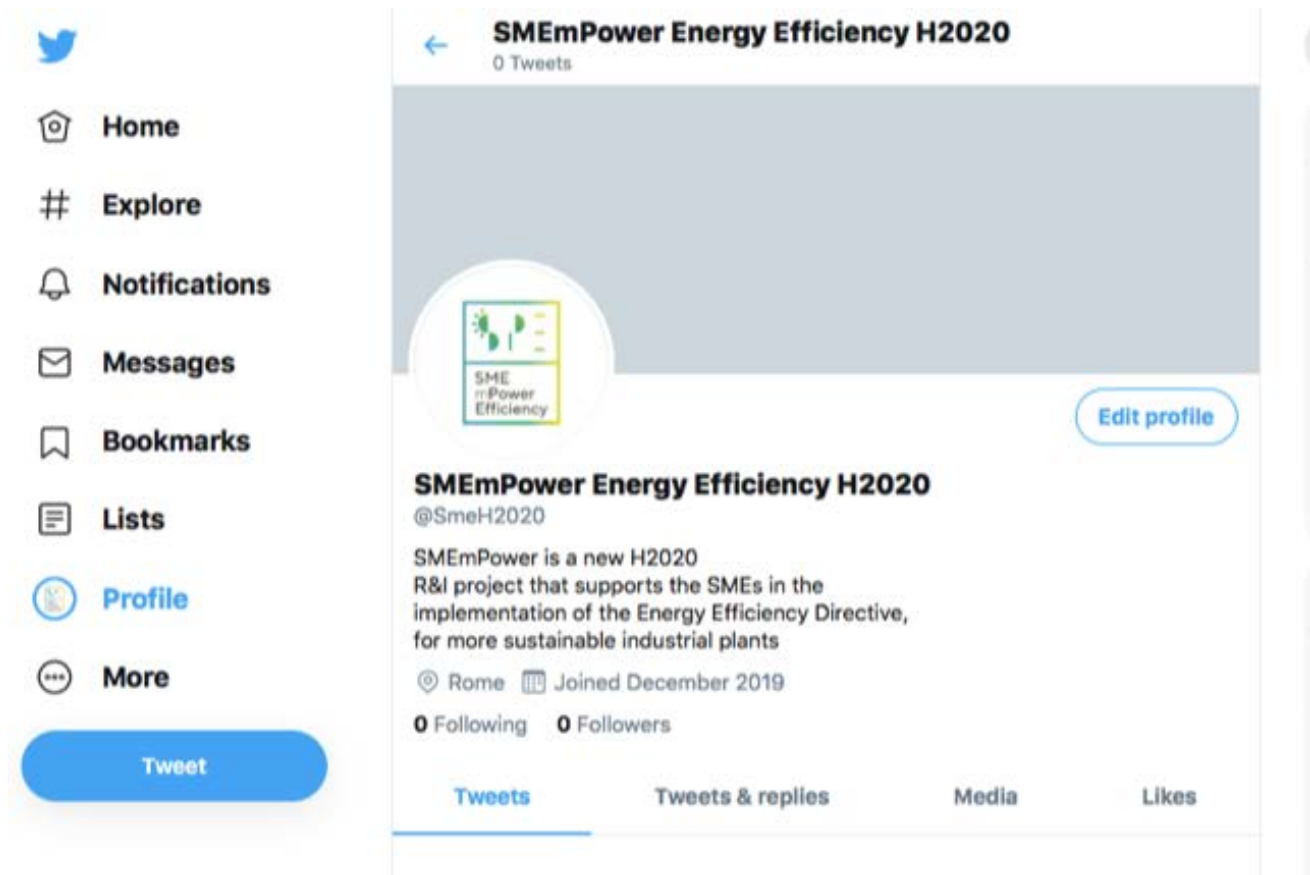 SMEmPower Energy Efficiency H2020
0 Tweets
Home
Explore
Notifications
Messages
Bookmarks
Lists
Profile
More
Tweet
SME
mPower
Efficiency
Edit profile
SMEmPower Energy Efficiency H2020
@SmeH2020
SMEmPower is a new H2020
R&I project that supports the SMEs in the
implementation of the Energy Efficiency Directive,
for more sustainable industrial plants
Rome Joined December 2019
0 Following 0 Followers
Tweets Tweets & replies Media Likes